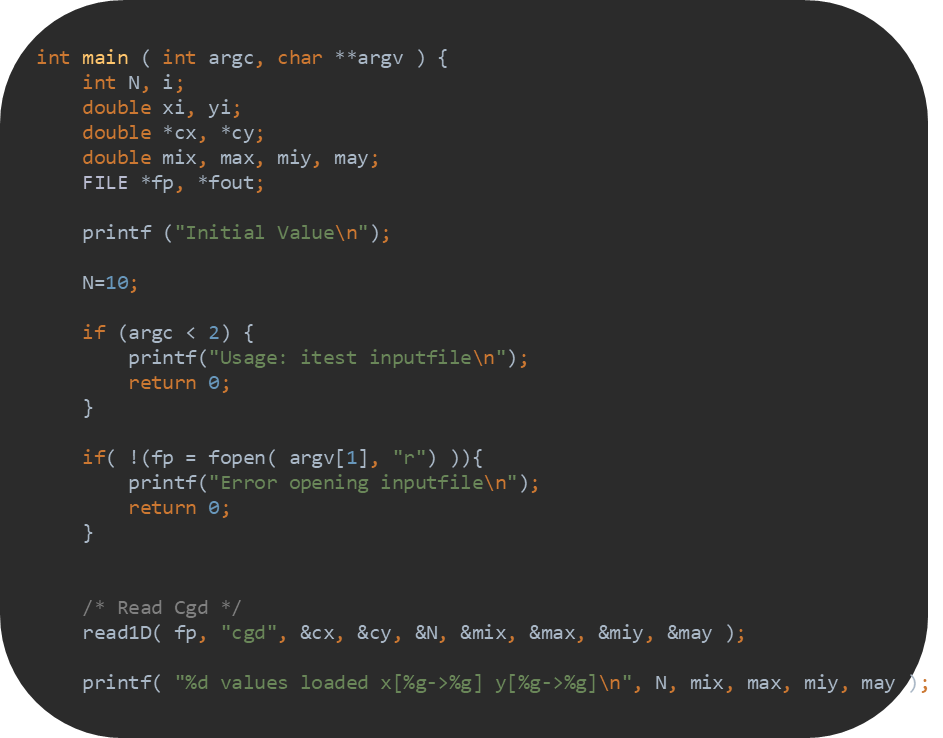 int main ( int argc, char **argv ) {
    int N, i;
    double xi, yi;
    double *cx, *cy;
    double mix, max, miy, may;
    FILE *fp, *fout;
    printf ("Initial Value\n");
    N=10;
    if (argc < 2) {
        printf("Usage: itest inputfile\n");
        return 0;
    }
    if( !(fp = fopen( argv[1], "r") )){
        printf("Error opening inputfile\n");
        return 0;
    }
    /* Read Cgd */
    read1D( fp, "cgd", &cx, &cy, &N, &mix, &max, &miy, &may );
    printf( "%d values loaded x[%g->%g] y[%g->%g]\n", N, mix, max, miy, may );